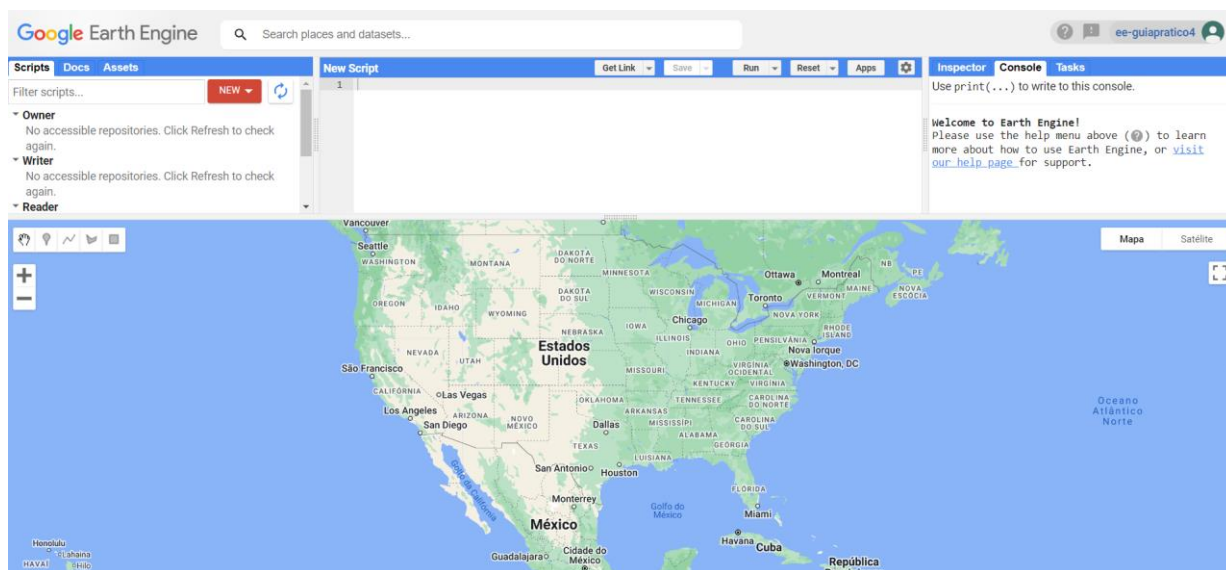 Google Earth Engine
Search places and datasets...
ee-guiapratico4
Scripts Docs Assets
Filter scripts...
NEW
Owner
No accessible repositories. Click Refresh to check
again.
Writer
No accessible repositories. Click Refresh to check
again.
Reader
New Script
Get Link Save Run Reset Apps
1
Inspector Console Tasks
Use print(...) to write to this console.
Welcome to Earth Engine!
Please use the help menu above (?) to learn
more about how to use Earth Engine, or visit
our help page for support.
Mapa Satélite
Vancouver
Seattle
WASHINGTON
MONTANA
DAKOTA
DO NORTE
MINNESOTA
Ottawa
Montreal
NB
PE
MAINE
NOVA
ESCÓCIA
OREGON
IDAHO
WYOMING
DAKOTA
DO SUL
WISCONSIN
MICHIGAN
Toronto
VERMONT
NOVA YORK
Chicago
NEBRASKA
IOWA
ILLINOIS
INDIANA
OHIO
PENSILVÂNIA
RHODE
ISLAND
Nova Iorque
Estados
Unidos
NEVADA
UTAH
São Francisco
MISSOURI
VIRGÍNIA
OCIDENTAL
Washington, DC
KENTUCKY
VIRGÍNIA
CALIFÓRNIA
Las Vegas
OKLAHOMA
TENNESSEE
CAROLINA
DO NORTE
Los Angeles
ARIZONA
NOVO
MÉXICO
ARKANSAS
San Diego
Dallas
MISSISSIPI
CAROLINA
DO SUL
ALABAMA
GEÓRGIA
TEXAS
LUISIANA
San Antonio
Houston
Golfo da Califórnia
FLÓRIDA
Monterrey
Golfo do
México
Miami
México
Havana
Cuba
Guadalajara
Cidade do
México
República
Oceano
Atlântico
Norte
Honolulu
Lahaina
HAVAÍ
Hilo